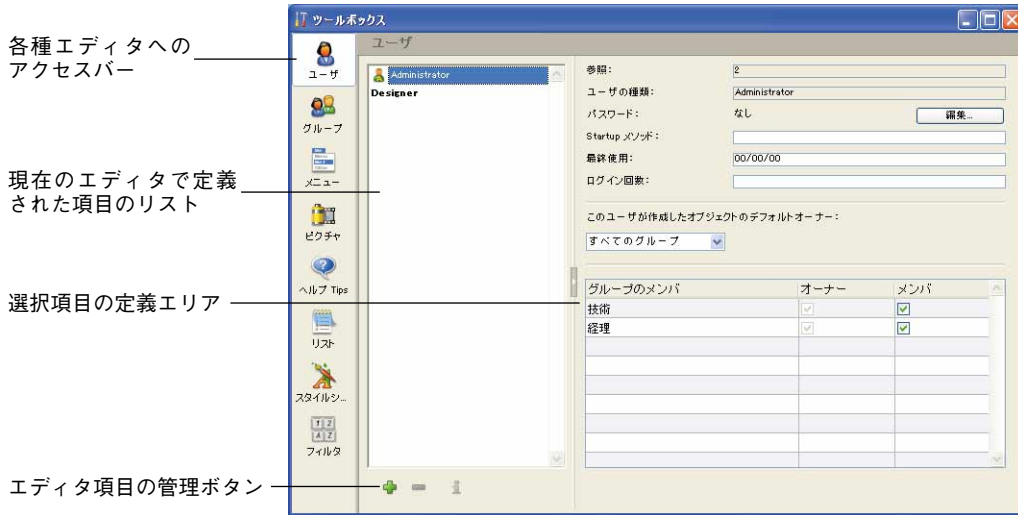 各種エディタへの
アクセスバー
現在のエディタで定義
された項目のリスト
選択項目の定義エリア
エディタ項目の管理ボタン
ツールボックス
ユーザ
グループ
メニュー
ピクチャ
ヘルプ Tips
リスト
スタイルシ...
フィルタ
ユーザ
Administrator
Designer
参照: 2
ユーザの種類: Administrator
パスワード: なし 編集...
Startup メソッド:
最終使用: 00/00/00
ログイン回数:
このユーザが作成したオブジェクトのデフォルトオーナー:
すべてのグループ
グループのメンバ オーナー メンバ
技術
経理